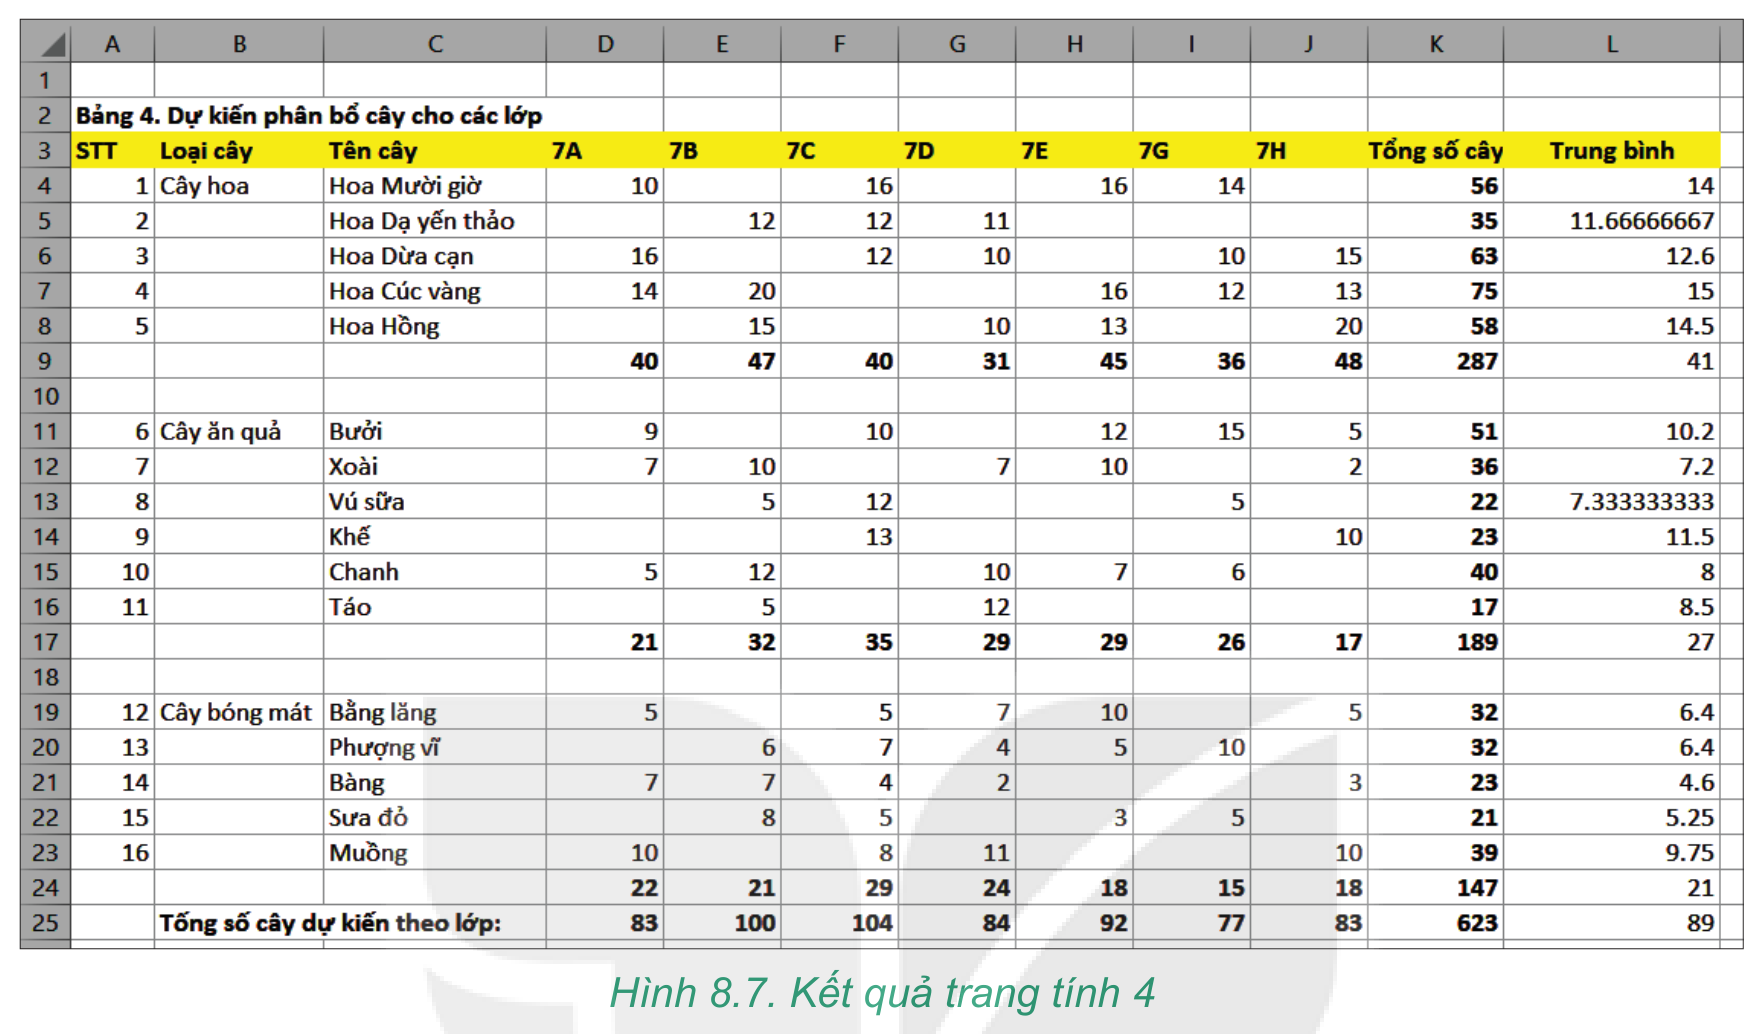 A B C D E F G H I J K L
1
2 Bảng 4. Dự kiến phân bổ cây cho các lớp
3 STT Loại cây Tên cây 7A 7B 7C 7D 7E 7G 7H Tổng số cây Trung bình
4 1 Cây hoa Hoa Mười giờ 10 16 16 14 56 14
5 2 Hoa Dạ yến thảo 12 12 11 35 11.66666667
6 3 Hoa Dừa cạn 16 12 10 10 15 63 12.6
7 4 Hoa Cúc vàng 14 20 16 12 13 75 15
8 5 Hoa Hồng 15 10 13 20 58 14.5
9 40 47 40 31 45 36 48 287 41
10
11 6 Cây ăn quả Bưởi 9 10 12 15 5 51 10.2
12 7 Xoài 7 10 7 10 2 36 7.2
13 8 Vú sữa 5 12 5 22 7.333333333
14 9 Khế 13 10 23 11.5
15 10 Chanh 5 12 10 7 6 40 8
16 11 Táo 5 12 17 8.5
17 21 32 35 29 29 26 17 189 27
18
19 12 Cây bóng mát Bằng lăng 5 5 7 10 5 32 6.4
20 13 Phượng vĩ 6 7 4 5 10 32 6.4
21 14 Bàng 7 7 4 2 3 23 4.6
22 15 Sưa đỏ 8 5 3 5 21 5.25
23 16 Muồng 10 8 11 10 39 9.75
24 22 21 29 24 18 15 18 147 21
25 Tổng số cây dự kiến theo lớp: 83 100 104 84 92 77 83 623 89
Hình 8.7. Kết quả trang tính 4